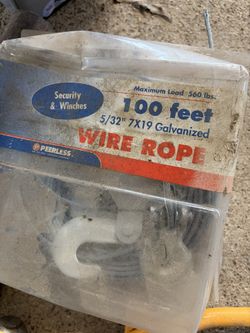 Maximum Load 560 lbs.
Security
& Winches
100 feet
5/32" 7X19 Galvanized
WIRE ROPE
PEERLESS